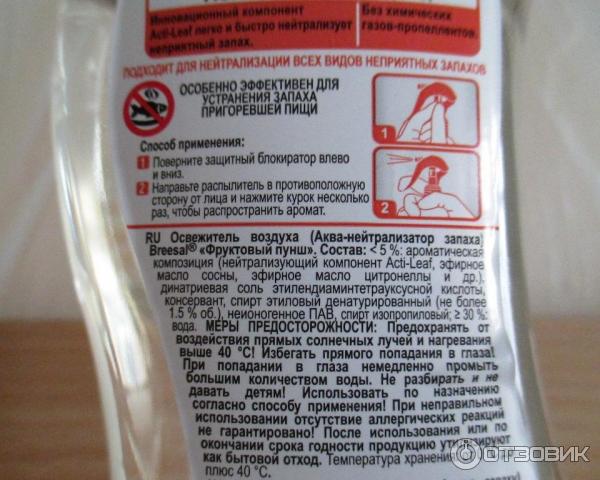 Инновационный компонент
Acti-Leaf легко и быстро нейтрализует
неприятный запах.
Без химических
газов-пропеллентов.
ПОДХОДИТ ДЛЯ НЕЙТРАЛИЗАЦИИ ВСЕХ ВИДОВ НЕПРИЯТНЫХ ЗАПАХОВ
ОСОБЕННО ЭФФЕКТИВЕН ДЛЯ
УСТРАНЕНИЯ ЗАПАХА
ПРИГОРЕВШЕЙ ПИЩИ
Способ применения:
1 Поверните защитный блокиратор влево
и вниз.
2 Направьте распылитель в противоположную
сторону от лица и нажмите курок несколько
раз, чтобы распространить аромат.
1
2
RU Освежитель воздуха (Аква-нейтрализатор запаха)
Breesal® «Фруктовый пунш». Состав: < 5 %: ароматическая
композиция (нейтрализующий компонент Acti-Leaf, эфирное
масло сосны, эфирное масло цитронеллы и др.),
динатриевая соль этилендиаминтетрауксусной кислоты,
консервант, спирт этиловый денатурированный (не более
1.5 % об.), неионогенное ПАВ, спирт изопропиловый; ≥ 30 %:
вода. МЕРЫ ПРЕДОСТОРОЖНОСТИ: Предохранять от
воздействия прямых солнечных лучей и нагревания
выше 40 °C! Избегать прямого попадания в глаза!
При попадании в глаза немедленно промыть
большим количеством воды. Не разбирать и не
давать детям! Использовать по назначению
согласно способу применения! При неправильном
использовании отсутствие аллергических реакций
не гарантировано! После использования или по
окончании срока годности продукцию утилизируют
как бытовой отход. Температура хранения
плюс 40 °C.
ОТЗОВИК